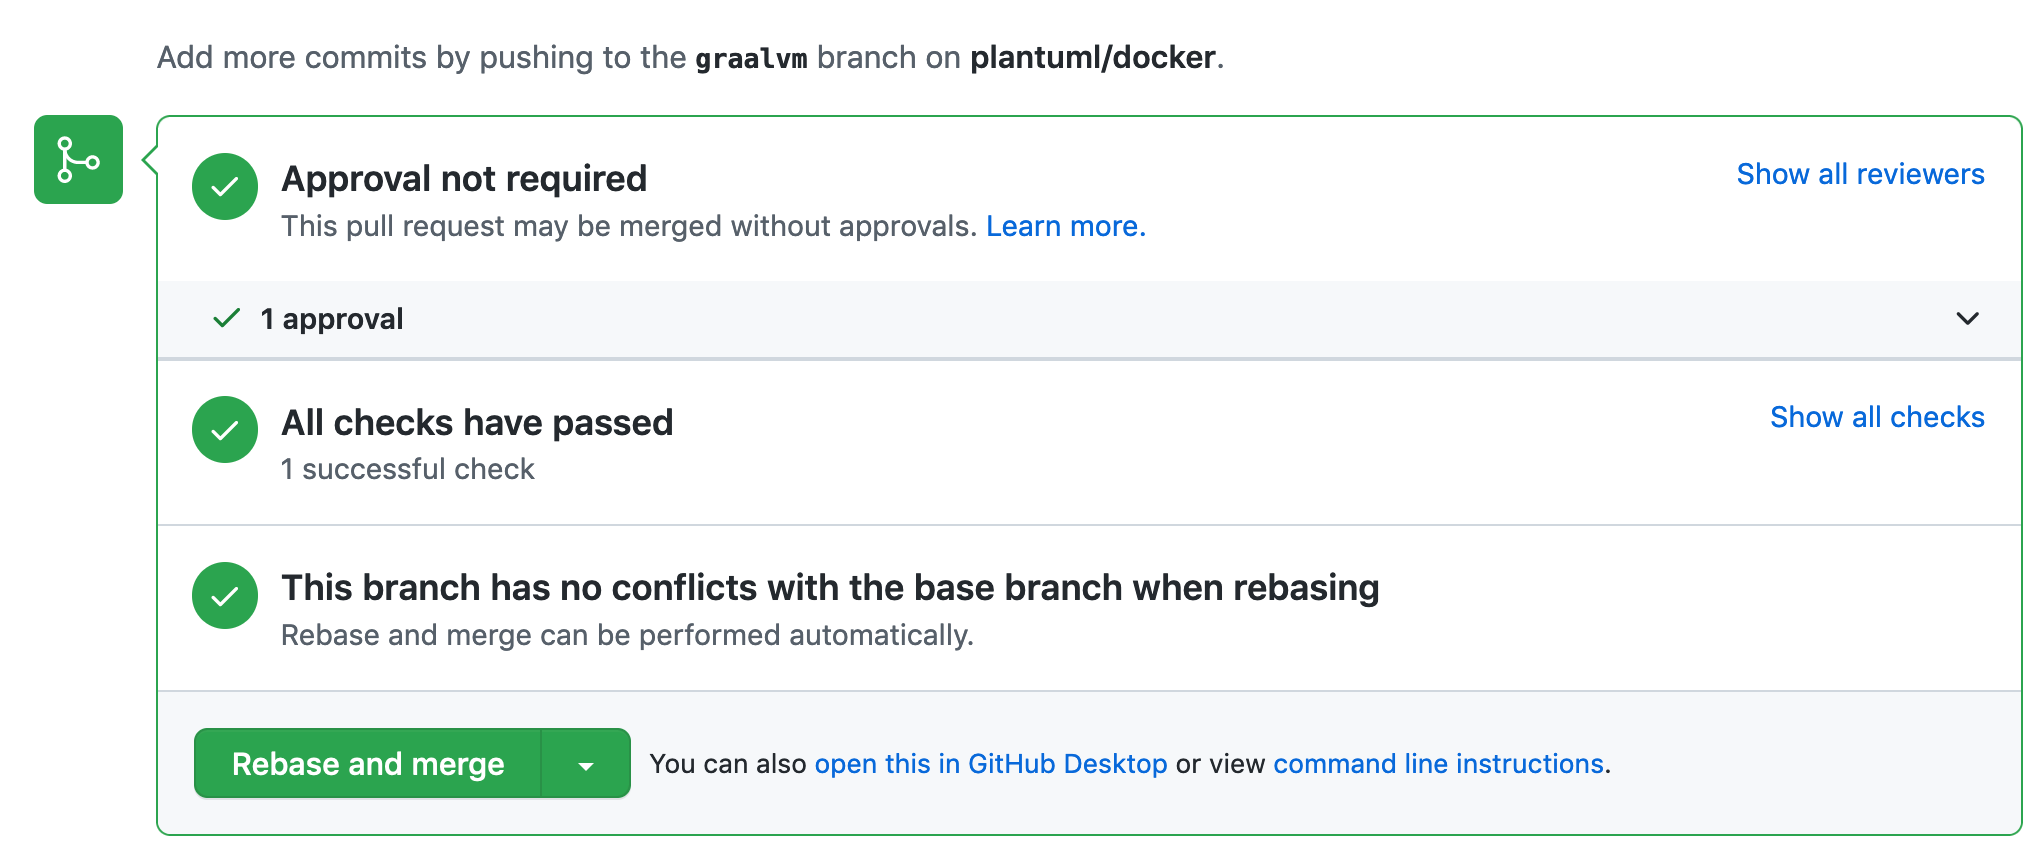 Add more commits by pushing to the graalvm branch on plantuml/docker.
Approval not required
Show all reviewers
This pull request may be merged without approvals. Learn more.
1 approval
All checks have passed
Show all checks
1 successful check
This branch has no conflicts with the base branch when rebasing
Rebase and merge can be performed automatically.
Rebase and merge
You can also open this in GitHub Desktop or view command line instructions.